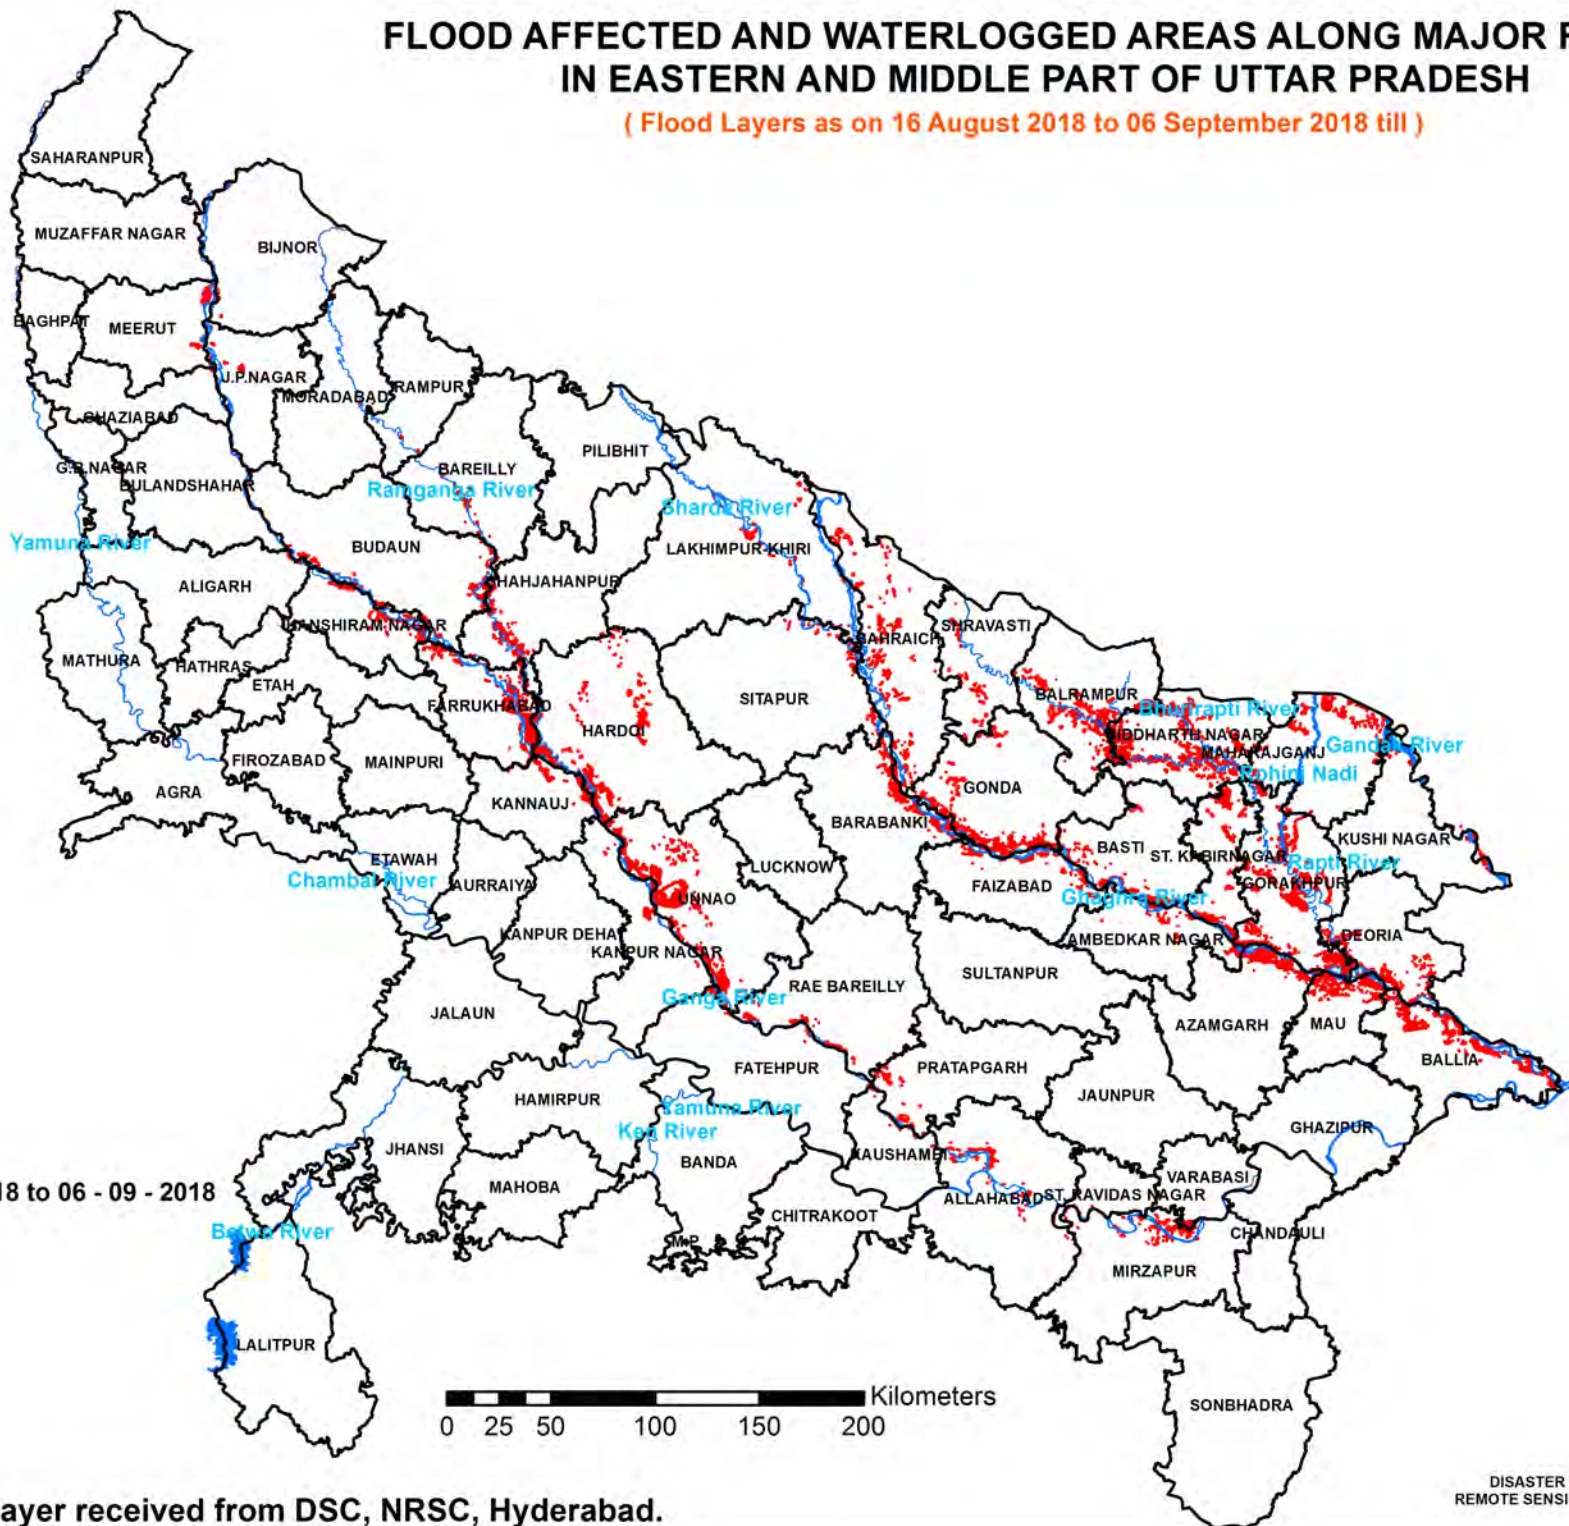 FLOOD AFFECTED AND WATERLOGGED AREAS ALONG MAJOR
IN EASTERN AND MIDDLE PART OF UTTAR PRADESH
( Flood Layers as on 16 August 2018 to 06 September 2018 till )
SAHARANPUR
MUZAFFAR NAGAR
BIJNOR
BAGHPAT
MEERUT
J.P.NAGAR
RAMPUR
MORADABAD
GHAZIABAD
PILIBHIT
G.B.NAGAR
BAREILLY
BULANDSHAHAR
Ramganga River
Sharda River
Yamuna River
BUDAUN
LAKHIMPUR-KHIRI
ALIGARH
SHAHJAHANPUR
KANSHIRAM NAGAR
SHRAVASTI
BAHRAICH
MATHURA
HATHRAS
ETAH
SITAPUR
BALRAMPUR
FARRUKHABAD
Burhirapti River
HARDOI
SIDDHARTH NAGAR
MAHARAJGANJ
Gandak River
FIROZABAD
MAINPURI
Rohini Nadi
AGRA
KANNAUJ
GONDA
BARABANKI
KUSHI NAGAR
ETAWAH
LUCKNOW
BASTI
ST. KABIRNAGAR
Rapti River
Chambal River
AURRAIYA
FAIZABAD
GORAKHPUR
UNNAO
Ghaghra River
KANPUR DEHA
KANPUR NAGAR
AMBEDKAR NAGAR
DEORIA
SULTANPUR
RAE BAREILLY
Ganga River
JALAUN
AZAMGARH
MAU
BALLIA
FATEHPUR
PRATAPGARH
HAMIRPUR
JAUNPUR
Yamuna River
Ken River
GHAZIPUR
JHANSI
KAUSHAMBI
BANDA
VARABASI
MAHOBA
18 to 06 - 09 - 2018
ALLAHABAD
ST. RAVIDAS NAGAR
CHITRAKOOT
Betwa River
M.P.
CHANDAULI
MIRZAPUR
LALITPUR
Kilometers
0 25 50 100 150 200
SONBHADRA
DISASTER
REMOTE
ayer received from DSC, NRSC, Hyderabad.